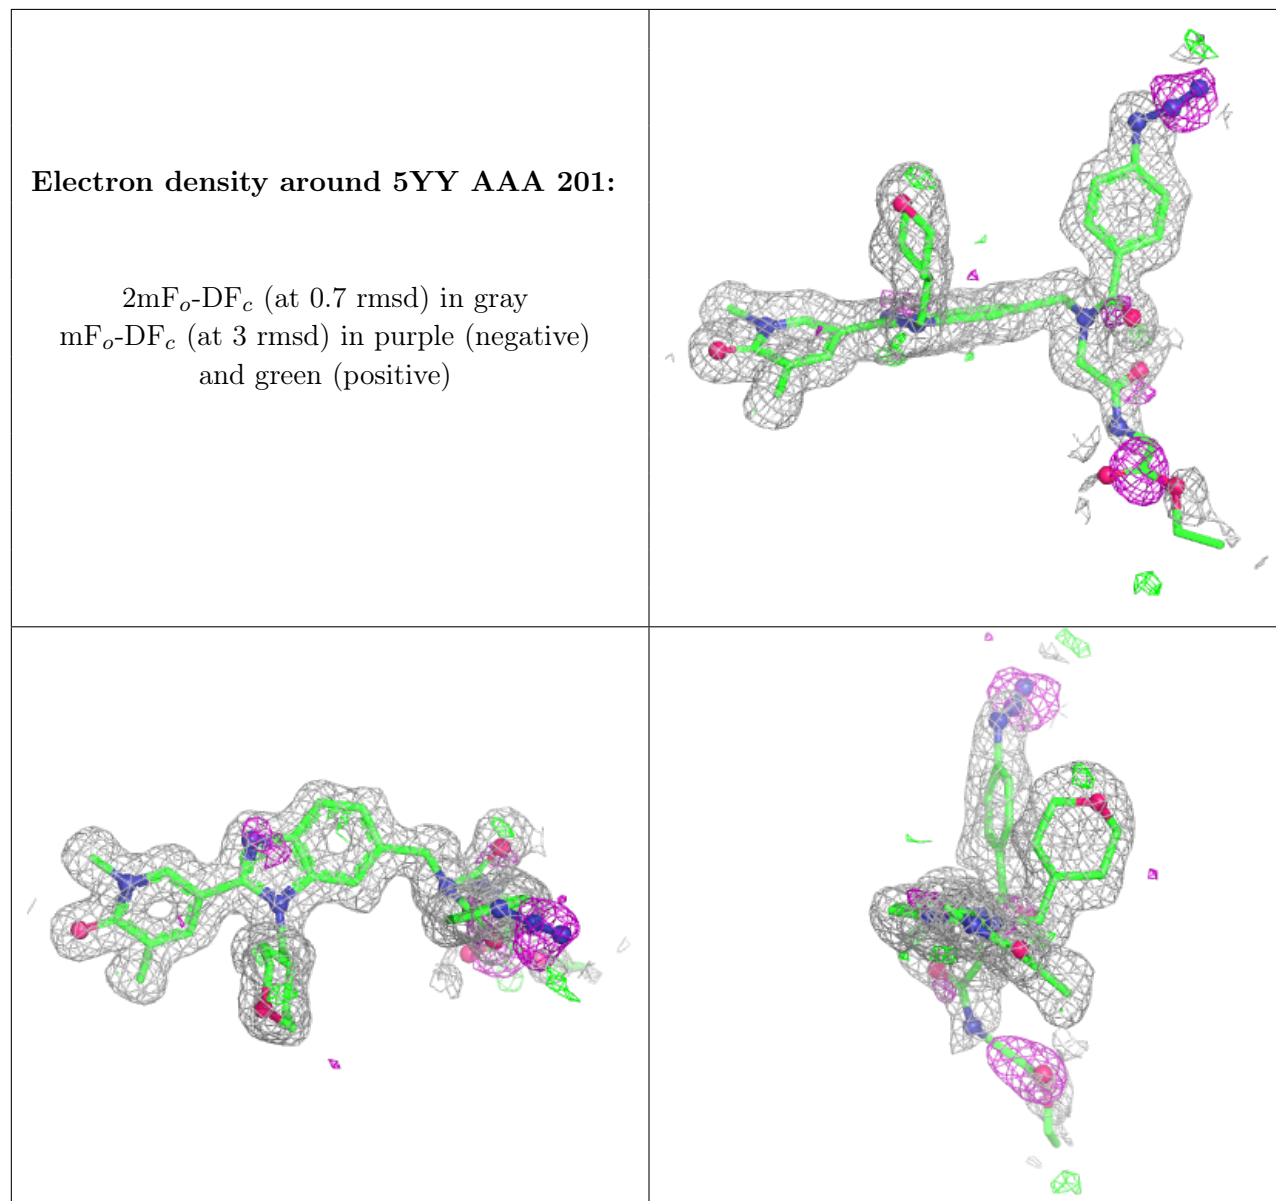 Electron density around 5YY AAA 201:
2mFo-DFc (at 0.7 rmsd) in gray
mFo-DFc (at 3 rmsd) in purple (negative)
and green (positive)